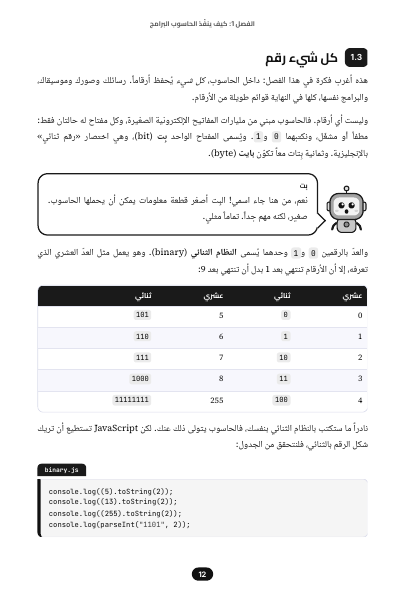 الفصل 1: كيف ينفّذ الحاسوب البرامج
1.3 كل شيء رقم
هذه أغرب فكرة في هذا الفصل: داخل الحاسوب، كل شيء يُحفظ أرقاماً. رسائلك وصورك وموسيقاك،
والبرامج نفسها، كلها في النهاية قوائم طويلة من الأرقام.
وليست أي أرقام. فالحاسوب مبني من مليارات المفاتيح الإلكترونية الصغيرة، وكل مفتاح له حالتان فقط:
مطفأ أو مشغّل، ونكتبهما 0 و 1. ويُسمى المفتاح الواحد بِت (bit)، وهي اختصار «رقم ثنائي»
بالإنجليزية. وثمانية بِتات معاً تكوّن بايت (byte).
بت
نعم، من هنا جاء اسمي! البِت أصغر قطعة معلومات يمكن أن يحملها الحاسوب.
صغير، لكنه مهم جداً. تماماً مثلي.
والعدّ بالرقمين 0 و 1 وحدهما يُسمى النظام الثنائي (binary). وهو يعمل مثل العدّ العشري الذي
تعرفه، إلا أن الأرقام تنتهي بعد 1 بدل أن تنتهي بعد 9:
عشري ثنائي عشري ثنائي
0 0 5 101
1 1 6 110
2 10 7 111
3 11 8 1000
4 100 255 11111111
نادراً ما ستكتب بالنظام الثنائي بنفسك، فالحاسوب يتولى ذلك عنك. لكن JavaScript تستطيع أن تريك
شكل الرقم بالثنائي، فلنتحقق من الجدول:
binary.js
console.log((5).toString(2));
console.log((13).toString(2));
console.log((255).toString(2));
console.log(parseInt("1101", 2));
12